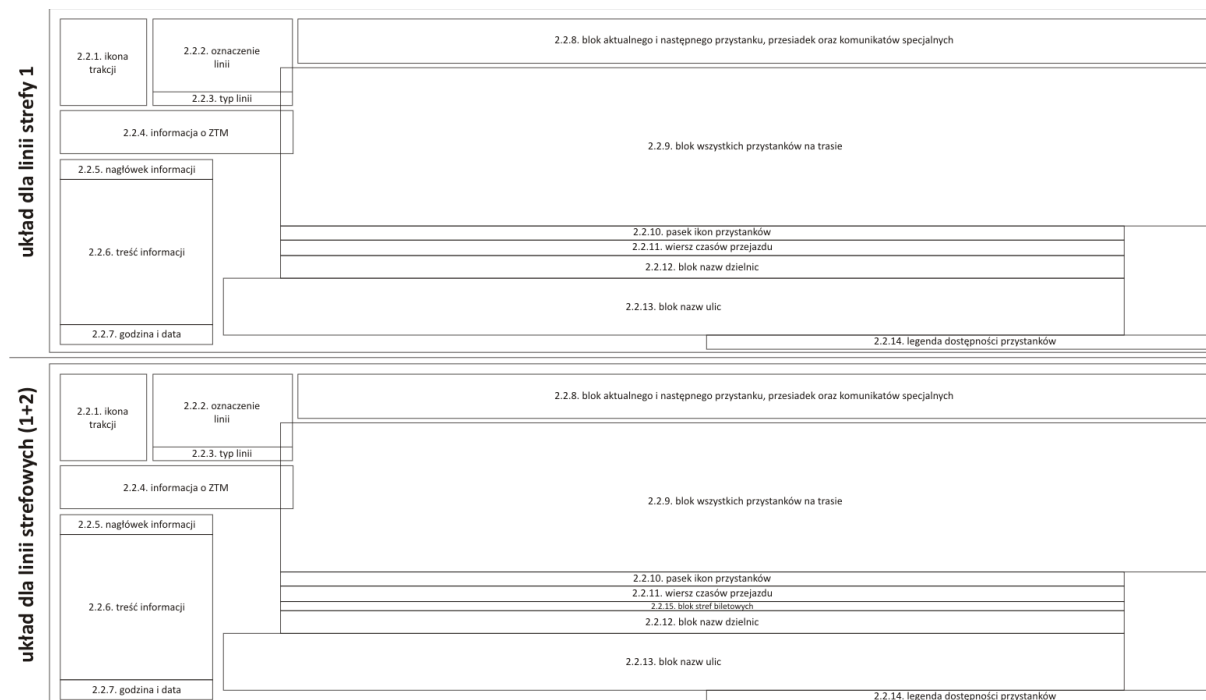 układ dla linii strefy 1
2.2.1. ikona
trakcji
2.2.2. oznaczenie
linii
2.2.3. typ linii
2.2.4. informacja o ZTM
2.2.5. nagłówek informacji
2.2.6. treść informacji
2.2.7. godzina i data
2.2.8. blok aktualnego i następnego przystanku, przesiadek oraz komunikatów specjalnych
2.2.9. blok wszystkich przystanków na trasie
2.2.10. pasek ikon przystanków
2.2.11. wiersz czasów przejazdu
2.2.12. blok nazw dzielnic
2.2.13. blok nazw ulic
2.2.14. legenda dostępności przystanków
układ dla linii strefowych (1+2)
2.2.1. ikona
trakcji
2.2.2. oznaczenie
linii
2.2.3. typ linii
2.2.4. informacja o ZTM
2.2.5. nagłówek informacji
2.2.6. treść informacji
2.2.7. godzina i data
2.2.8. blok aktualnego i następnego przystanku, przesiadek oraz komunikatów specjalnych
2.2.9. blok wszystkich przystanków na trasie
2.2.10. pasek ikon przystanków
2.2.11. wiersz czasów przejazdu
2.2.15. blok stref biletowych
2.2.12. blok nazw dzielnic
2.2.13. blok nazw ulic
2.2.14. legenda dostępności przystanków